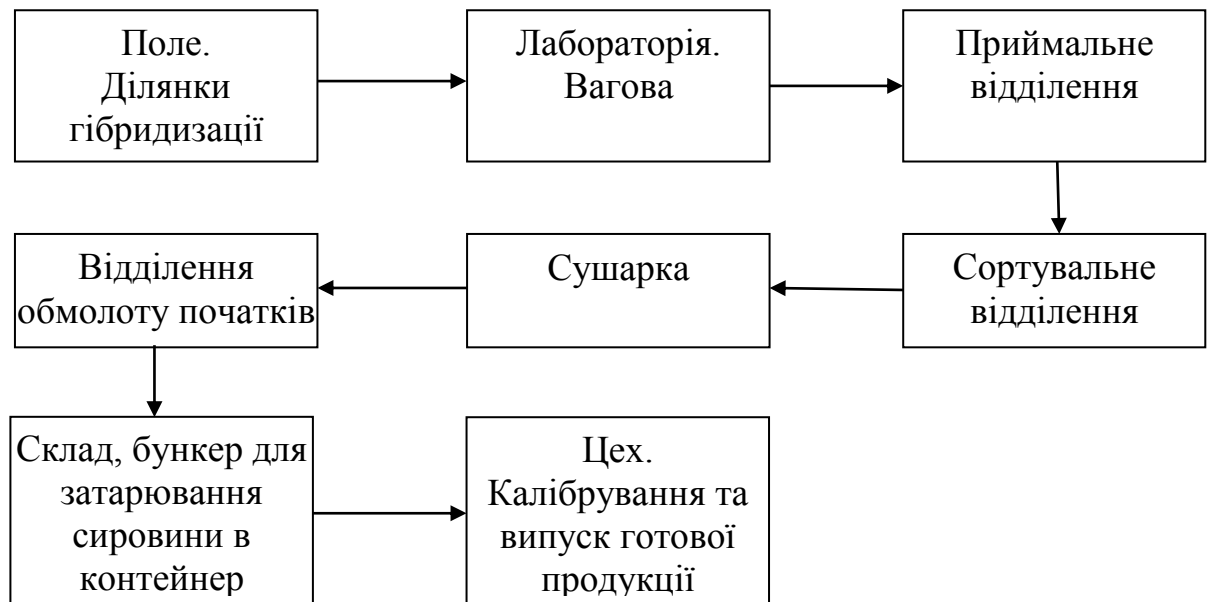 Поле.
Ділянки
гібридизації
Лабораторія.
Вагова
Приймальне
відділення
Сортувальне
відділення
Сушарка
Відділення
обмолоту початків
Склад, бункер для
затарювання
сировини в
контейнер
Цех.
Калібрування та
випуск готової
продукції